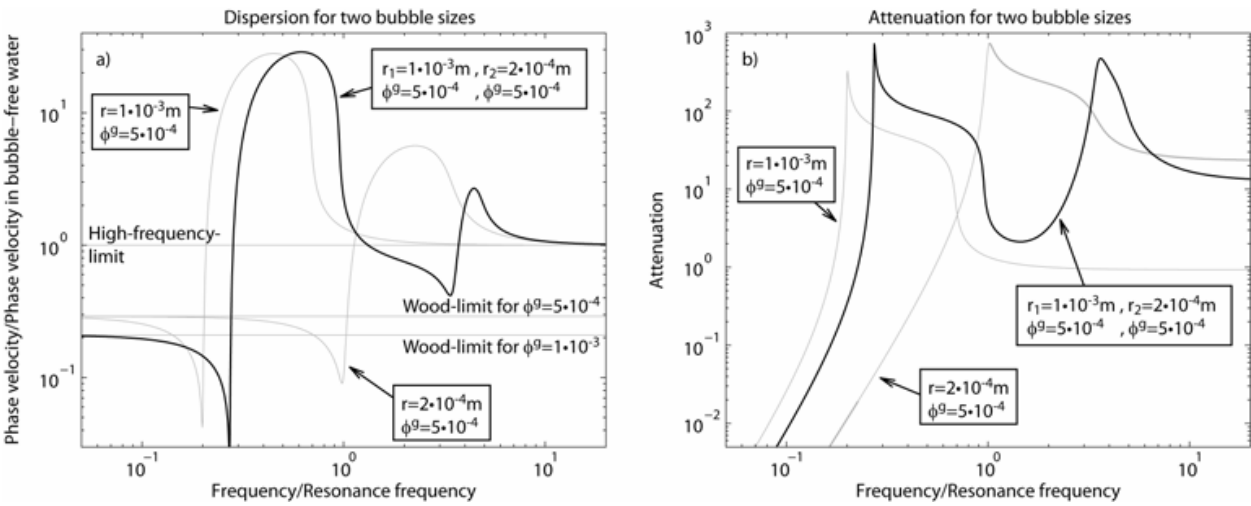 Dispersion for two bubble sizes
Phase velocity/Phase velocity in bubble-free water
a)
10¹
10⁰
10⁻¹
r₁=1•10⁻³m , r₂=2•10⁻⁴m
ϕᵍ=5•10⁻⁴ , ϕᵍ=5•10⁻⁴
r=1•10⁻³m
ϕᵍ=5•10⁻⁴
High-frequency-
limit
Wood-limit for ϕᵍ=5•10⁻⁴
Wood-limit for ϕᵍ=1•10⁻³
r=2•10⁻⁴m
ϕᵍ=5•10⁻⁴
10⁻¹ 10⁰ 10¹
Frequency/Resonance frequency
Attenuation for two bubble sizes
Attenuation
b)
10³
10²
10¹
10⁰
10⁻¹
10⁻²
r=1•10⁻³m
ϕᵍ=5•10⁻⁴
r₁=1•10⁻³m , r₂=2•10⁻⁴m
ϕᵍ=5•10⁻⁴ , ϕᵍ=5•10⁻⁴
r=2•10⁻⁴m
ϕᵍ=5•10⁻⁴
10⁻¹ 10⁰ 10¹
Frequency/Resonance frequency